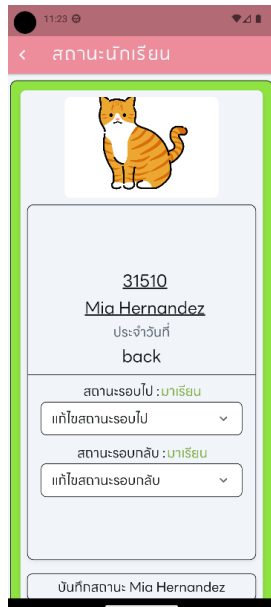 11:23
สถานะนักเรียน
31510
Mia Hernandez
ประจำวันที่
back
สถานะรอบไป :มาเรียน
แก้ไขสถานะรอบไป
สถานะรอบกลับ :มาเรียน
แก้ไขสถานะรอบกลับ
บันทึกสถานะ Mia Hernandez